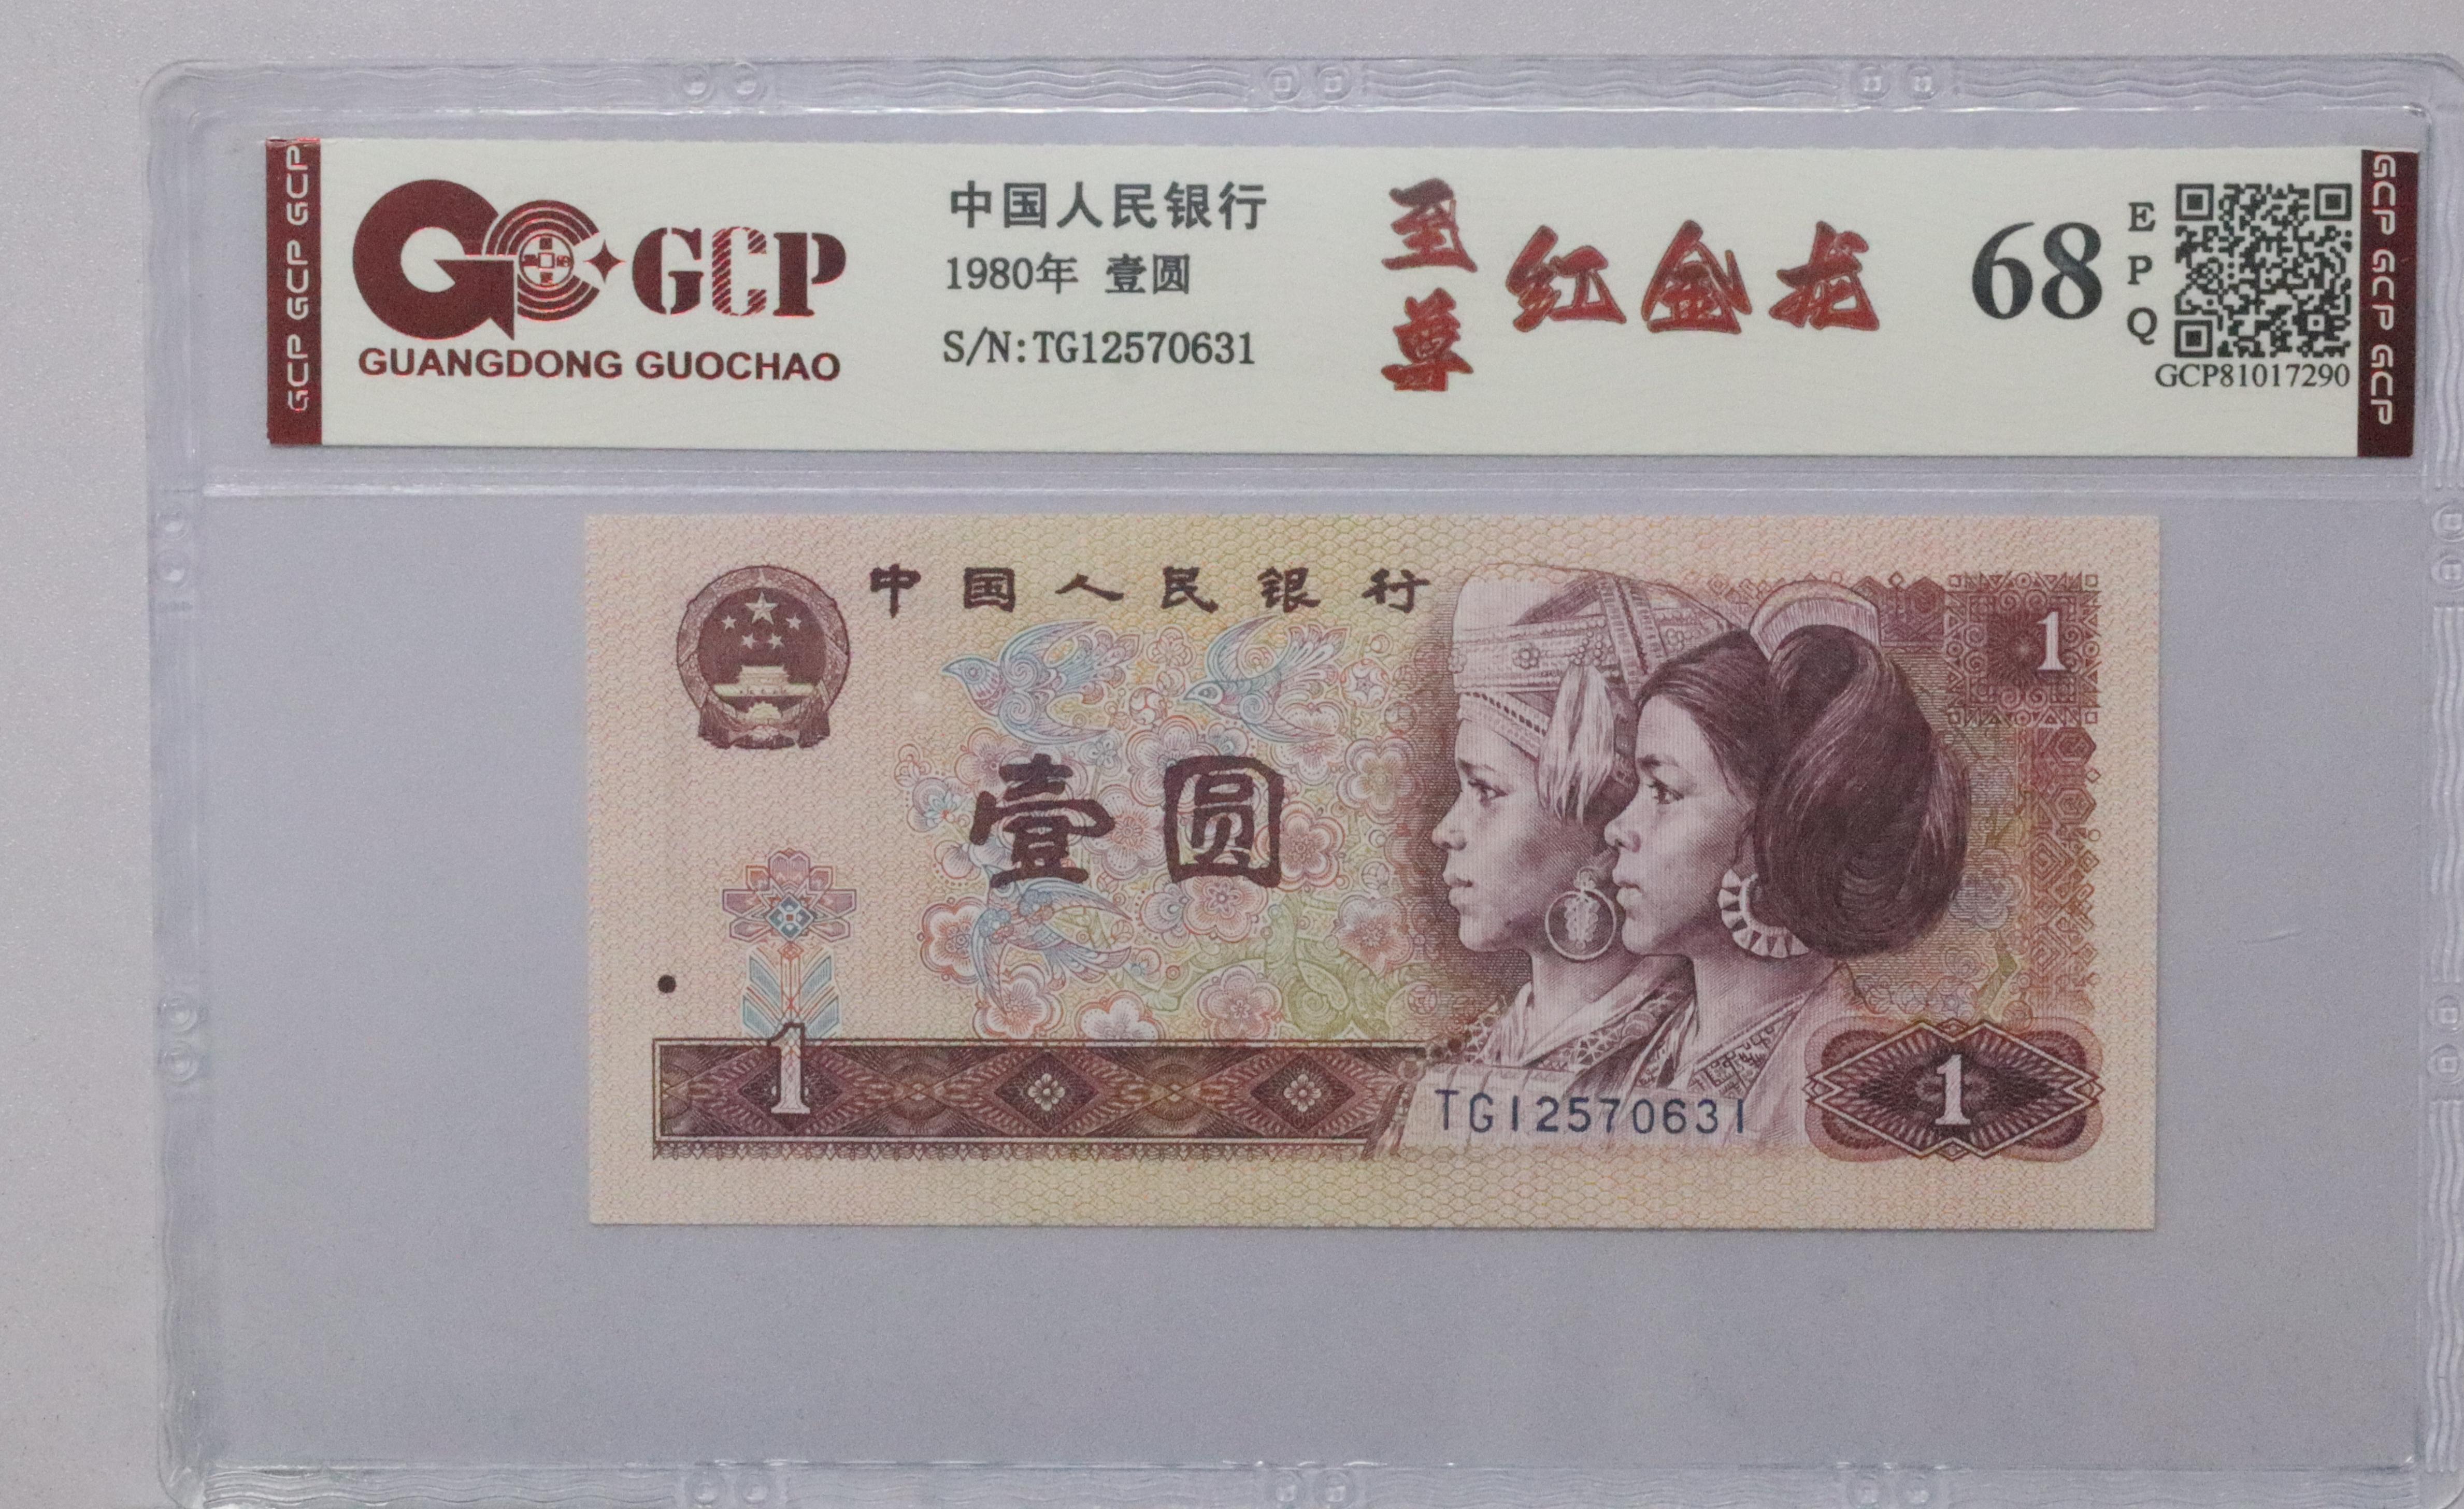 GCP GCP GCP
GCP
GUANGDONG GUOCHAO
中国人民银行
1980年 壹圆
S/N:TG12570631
至尊
红金龙
68
EPQ
GCP81017290
GCP GCP GCP
中国人民银行
1
壹圆
1
TG12570631
1